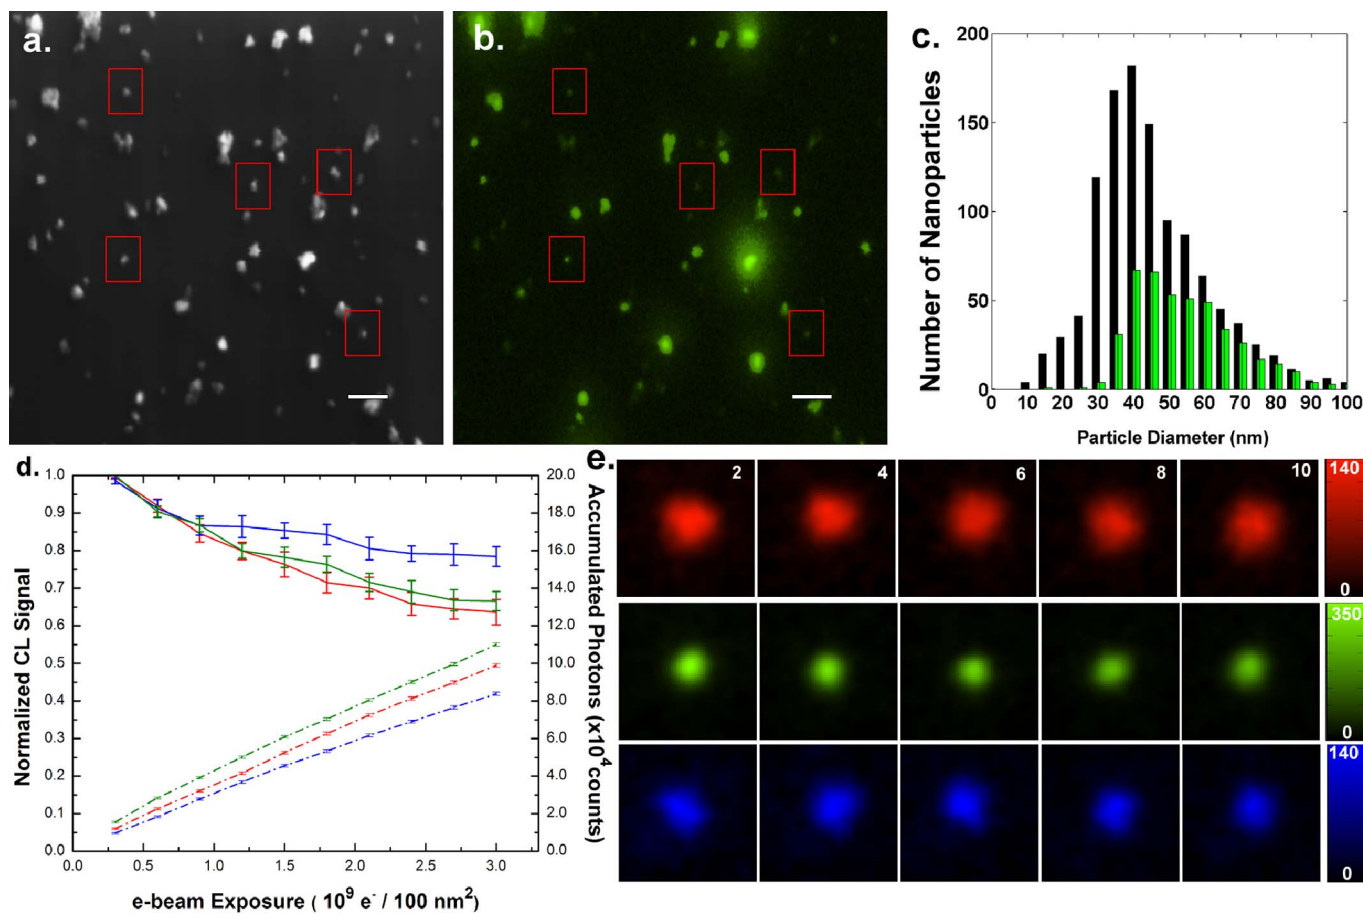 a.
b.
c.
Number of Nanoparticles
200
150
100
50
0
0 10 20 30 40 50 60 70 80 90 100
Particle Diameter (nm)
d.
Normalized CL Signal
1.0
0.9
0.8
0.7
0.6
0.5
0.4
0.3
0.2
0.1
20.0
18.0
16.0
14.0
12.0
10.0
8.0
6.0
4.0
2.0
0.0
Accumulated Photons (x10⁴counts)
0.0 0.5 1.0 1.5 2.0 2.5 3.0
e-beam Exposure ( 10⁹ e⁻ / 100 nm²)
e.
2 4 6 8 10
140
0
350
0
140
0